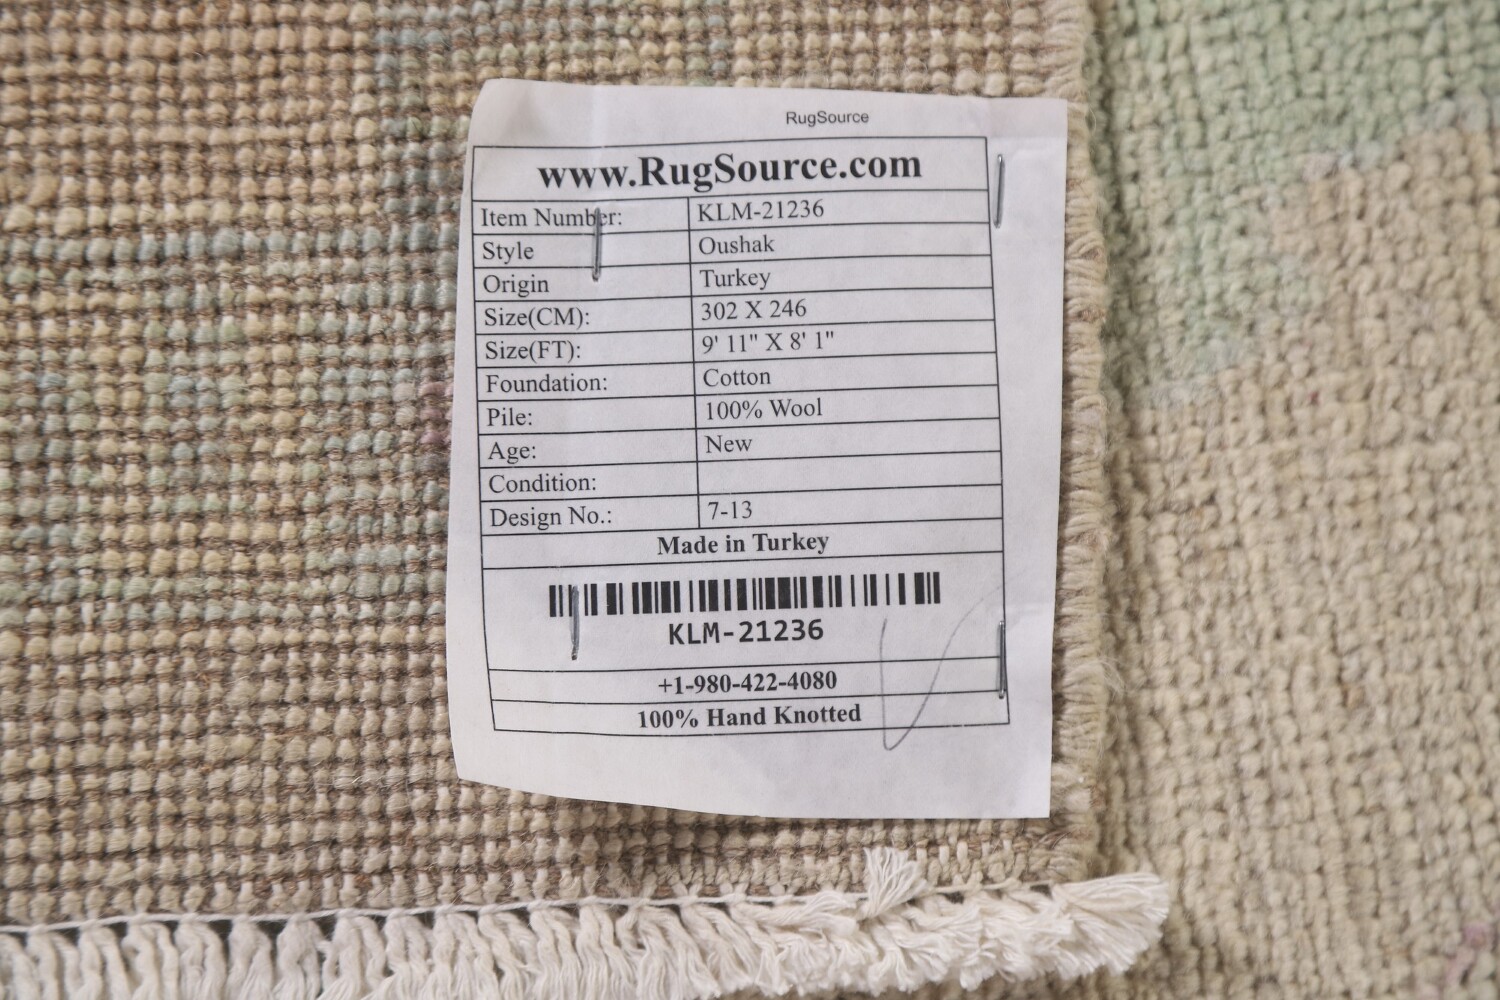 RugSource
www.RugSource.com
Item Number: KLM-21236
Style Oushak
Origin Turkey
Size(CM): 302 X 246
Size(FT): 9' 11" X 8' 1"
Foundation: Cotton
Pile: 100% Wool
Age: New
Condition:
Design No.: 7-13
Made in Turkey
KLM-21236
+1-980-422-4080
100% Hand Knotted